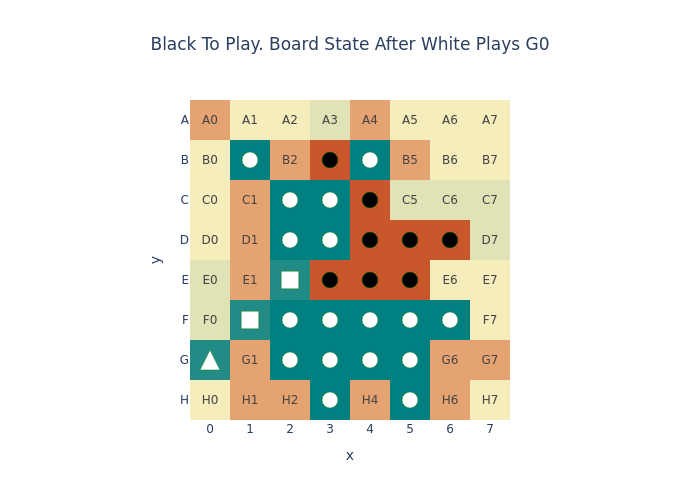 Black To Play. Board State After White Plays G0
A A0 A1 A2 A3 A4 A5 A6 A7
B B0 B2 B5 B6 B7
C C0 C1 C5 C6 C7
D D0 D1 D7
y
E E0 E1 E6 E7
F F0 F7
G G1 G6 G7
H H0 H1 H2 H4 H6 H7
0 1 2 3 4 5 6 7
x